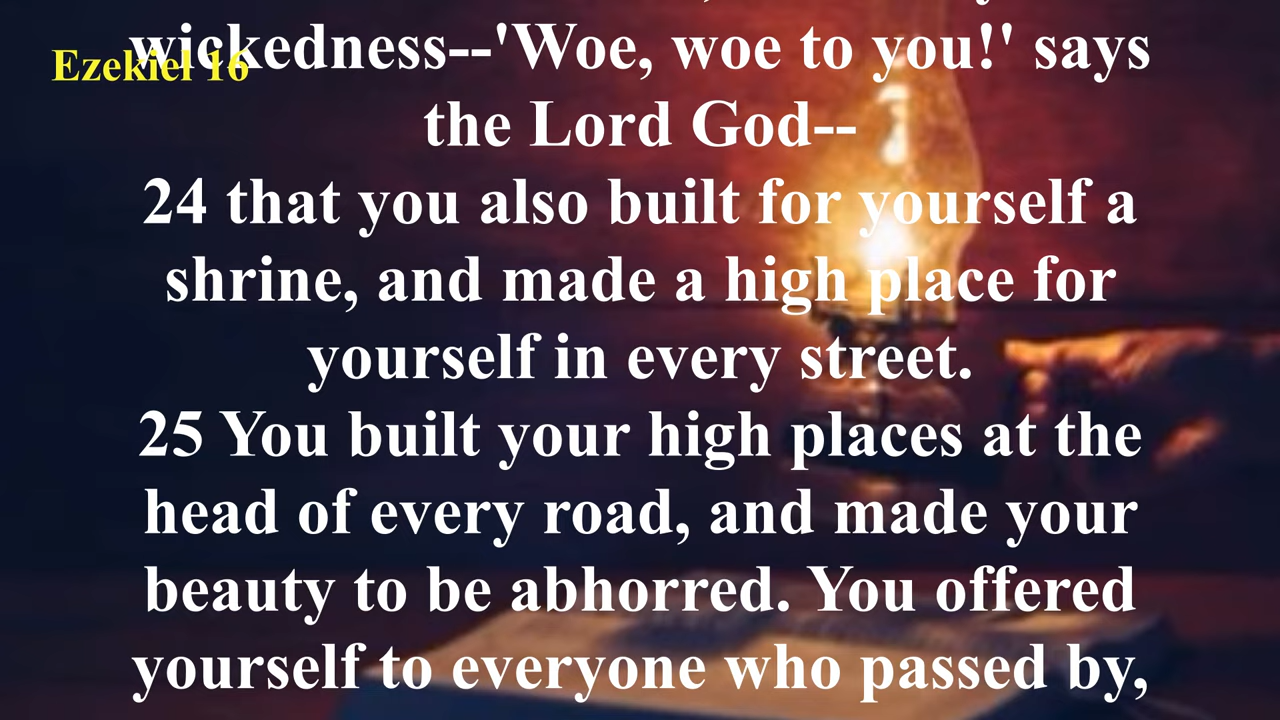 Ezekiel 16
wickedness--'Woe, woe to you!' says
the Lord God--
24 that you also built for yourself a
shrine, and made a high place for
yourself in every street.
25 You built your high places at the
head of every road, and made your
beauty to be abhorred. You offered
yourself to everyone who passed by,